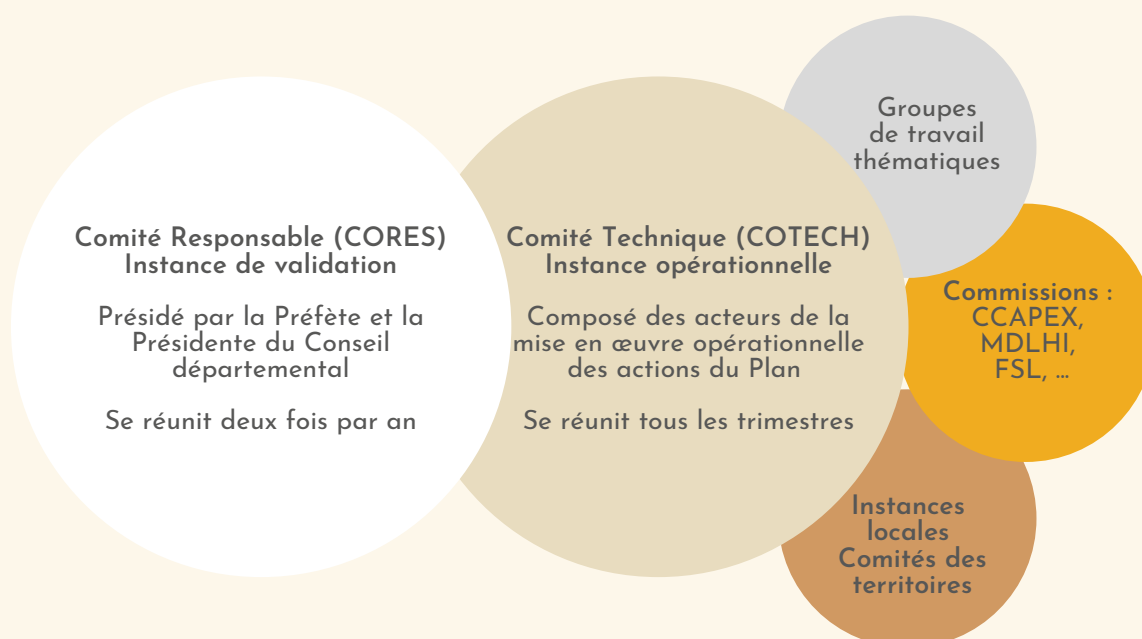 Comité Responsable (CORES)
Instance de validation
Présidé par la Préfète et la
Présidente du Conseil
départemental
Se réunit deux fois par an
Comité Technique (COTECH)
Instance opérationnelle
Composé des acteurs de la
mise en œuvre opérationnelle
des actions du Plan
Se réunit tous les trimestres
Groupes
de travail
thématiques
Commissions :
CCAPEX,
MDLHI,
FSL, ...
Instances
locales
Comités des
territoires